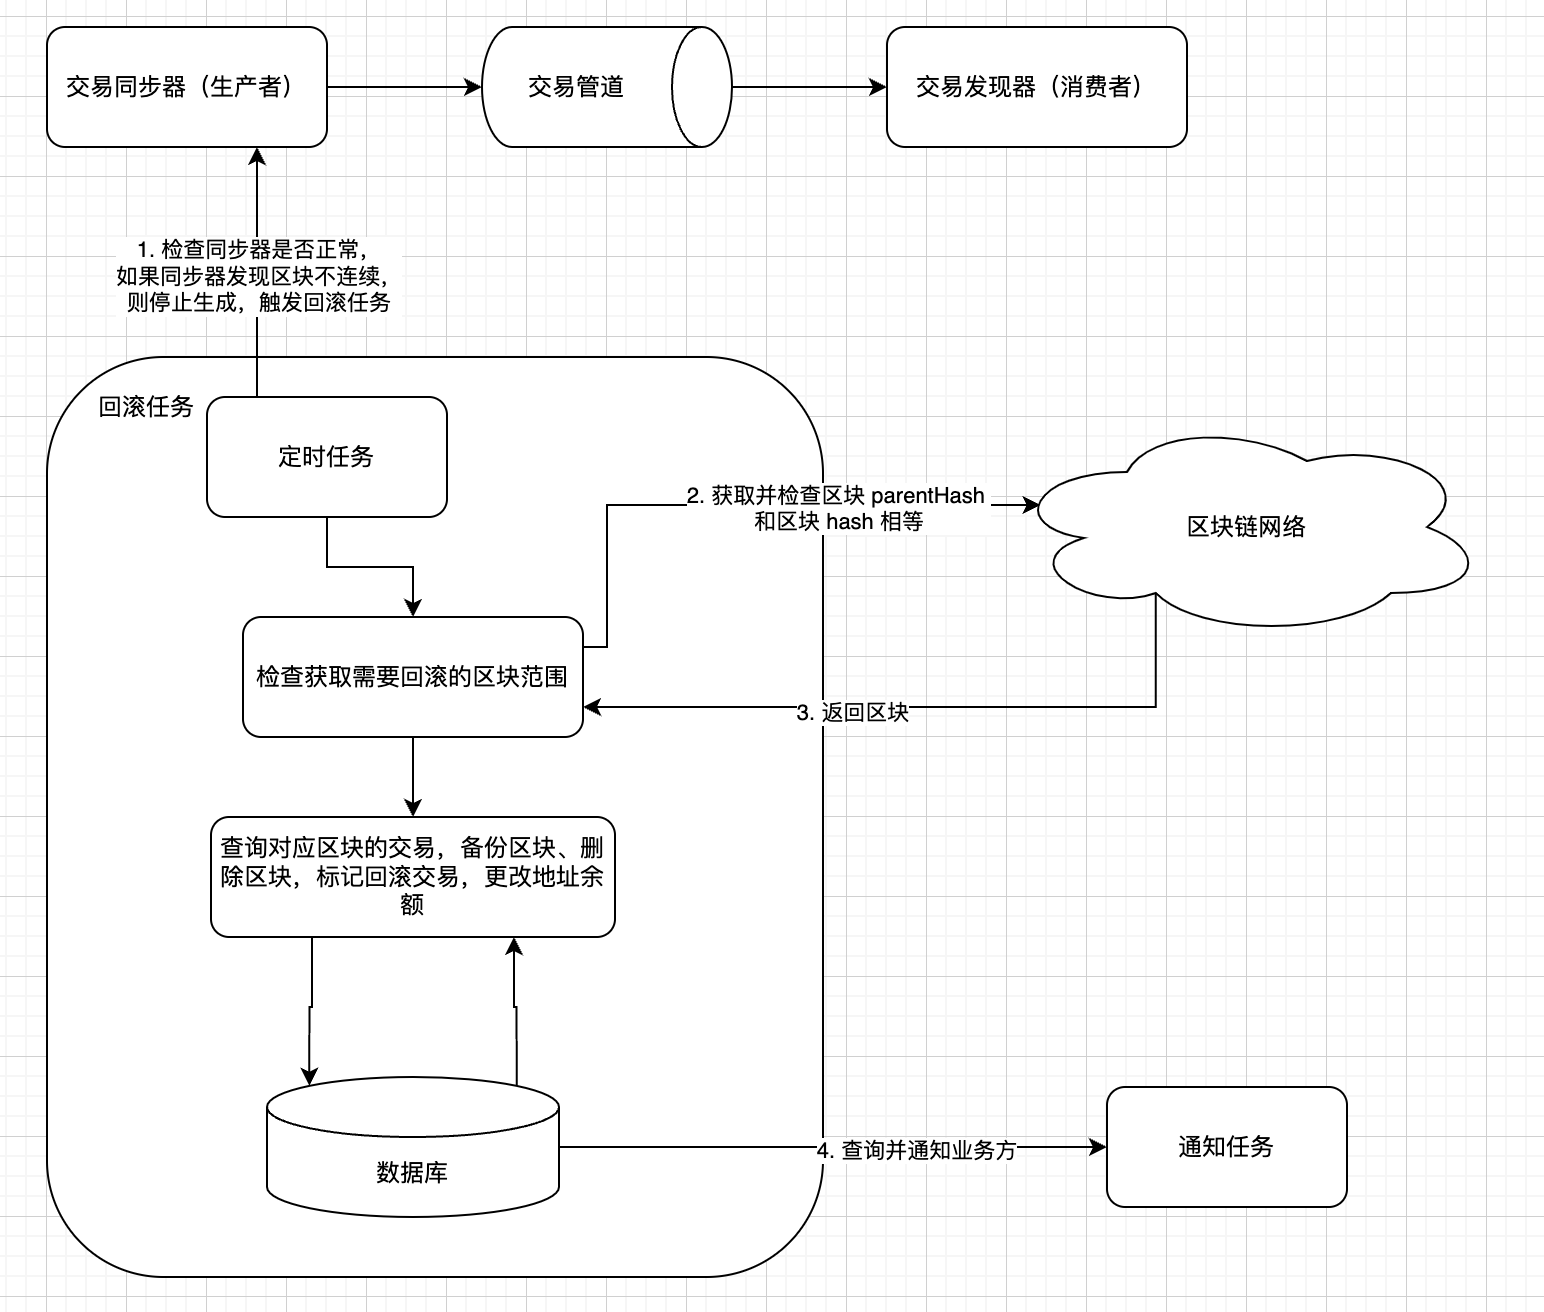 交易同步器（生产者）
交易管道
交易发现器（消费者）
1. 检查同步器是否正常，
如果同步器发现区块不连续，
则停止生成，触发回滚任务
回滚任务
定时任务
2. 获取并检查区块 parentHash
和区块 hash 相等
区块链网络
检查获取需要回滚的区块范围
3. 返回区块
查询对应区块的交易，备份区块、删
除区块，标记回滚交易，更改地址余
额
数据库
4. 查询并通知业务方
通知任务